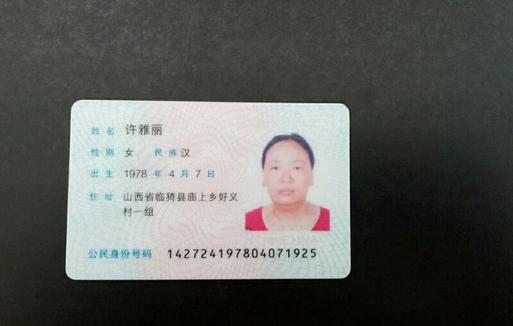 姓名 许雅丽
性别 女 民族 汉
出生 1978 年 4 月 7 日
住址 山西省临猗县庙上乡好义
村一组
公民身份号码 142724197804071925